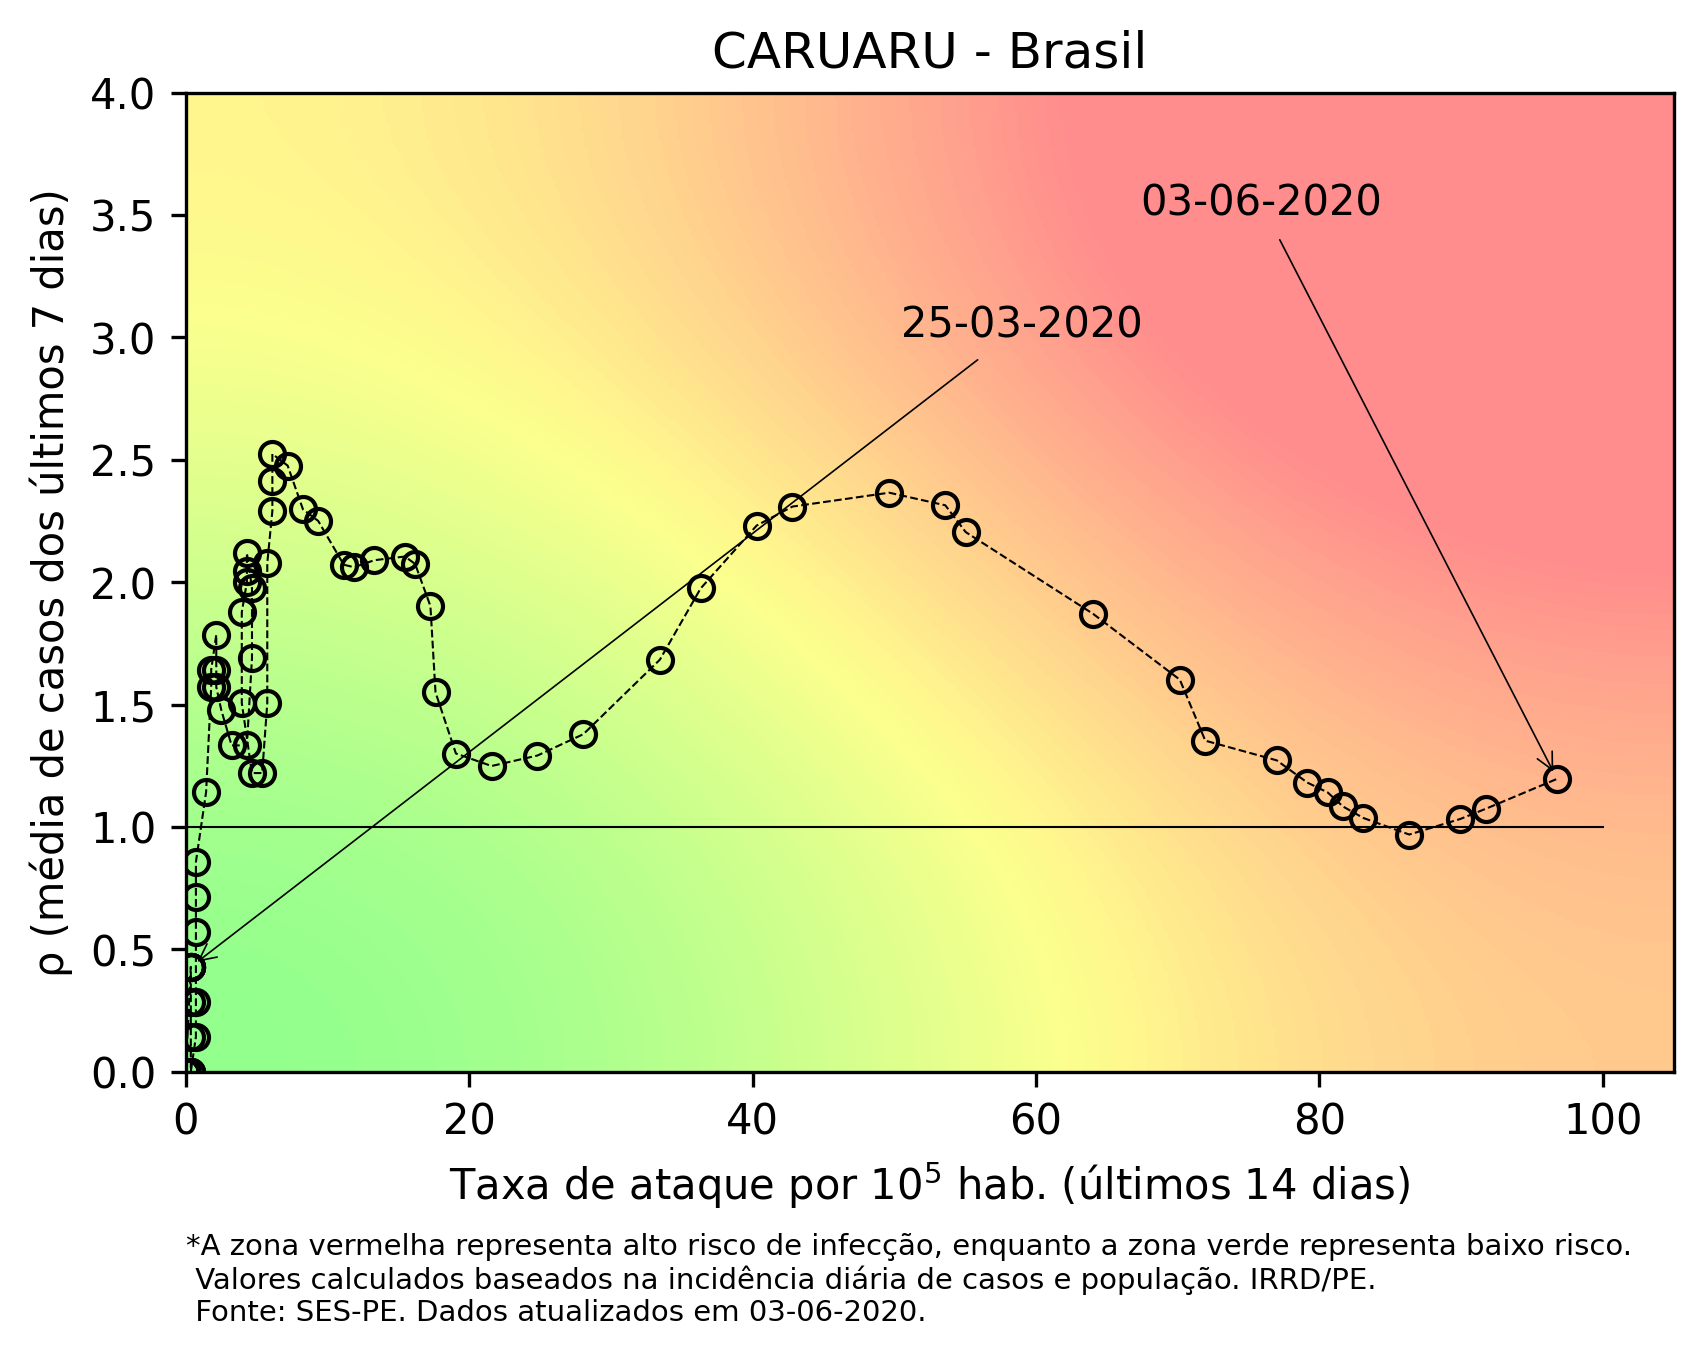 CARUARU - Brasil
4.0
3.5
3.0
2.5
2.0
1.5
1.0
0.5
0.0
ρ (média de casos dos últimos 7 dias)
03-06-2020
25-03-2020
0 20 40 60 80 100
Taxa de ataque por 10⁵ hab. (últimos 14 dias)
*A zona vermelha representa alto risco de infecção, enquanto a zona verde representa baixo risco.
Valores calculados baseados na incidência diária de casos e população. IRRD/PE.
Fonte: SES-PE. Dados atualizados em 03-06-2020.